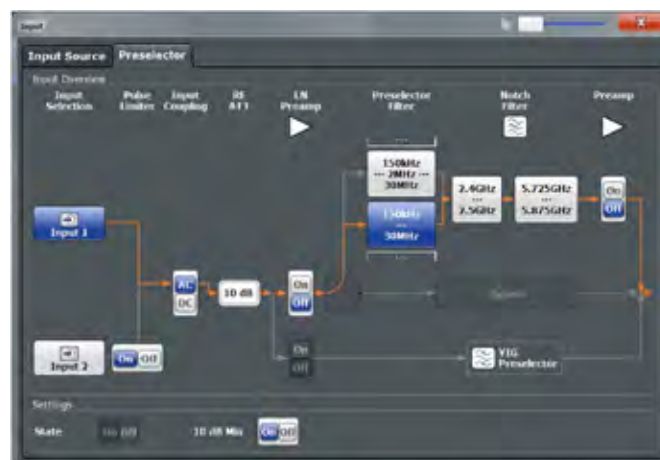 Input
Input Source Preselector
Input Overview
Input Selection
Pulse Limiter
Input Coupling
RF ATT
LN Preamp
Preselector Filter
Notch Filter
Preamp
150kHz
--- 2MHz ---
30MHz
Input 1
150kHz
---
30MHz
2.4GHz
---
2.5GHz
5.725GHz
---
5.875GHz
On
Off
AC
DC
10 dB
On
Off
Bypass
Input 2
On Off
On
Off
YIG Preselector
Settings
State
On Off
10 dB Min
On Off